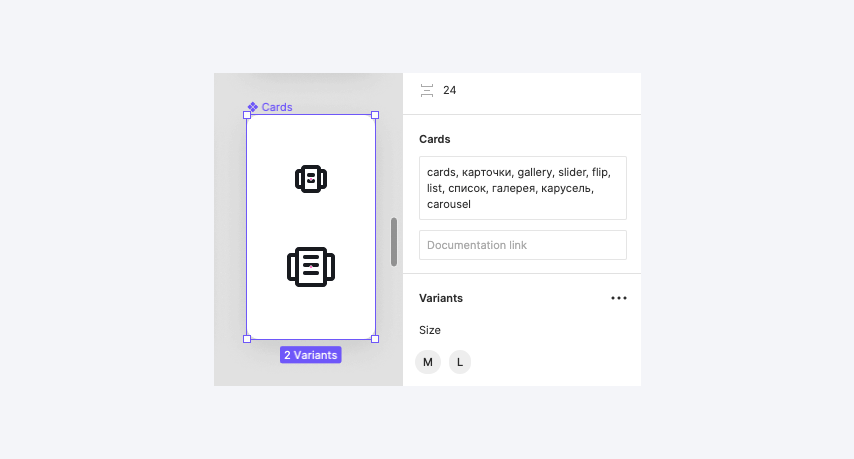 24
Cards
Cards
cards, карточки, gallery, slider, flip,
list, список, галерея, карусель,
carousel
Documentation link
Variants
Size
2 Variants
M L